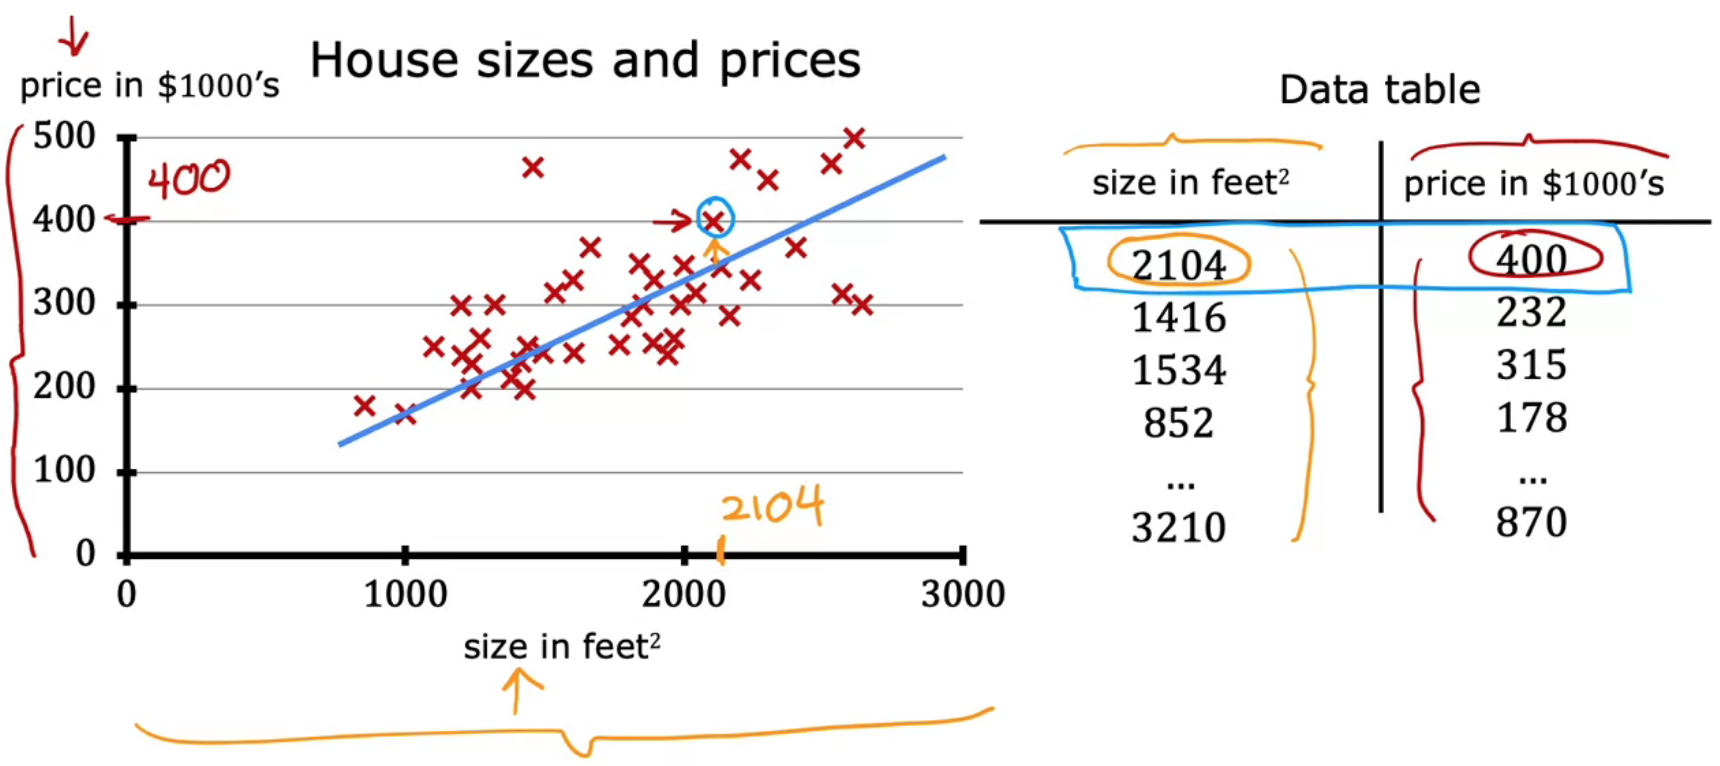 House sizes and prices
price in $1000's
500
400
400
300
200
100
0
2104
0 1000 2000 3000
size in feet²
Data table
size in feet² price in $1000's
2104 400
1416 232
1534 315
852 178
... ...
3210 870